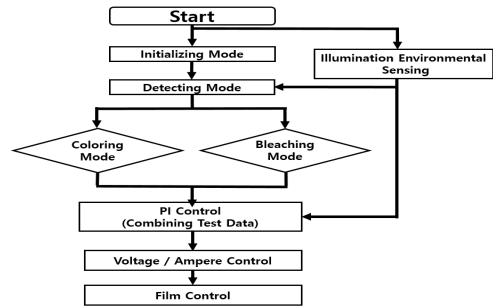 Start
Initializing Mode
Illumination Environmental
Sensing
Detecting Mode
Coloring
Mode
Bleaching
Mode
PI Control
(Combining Test Data)
Voltage / Ampere Control
Film Control